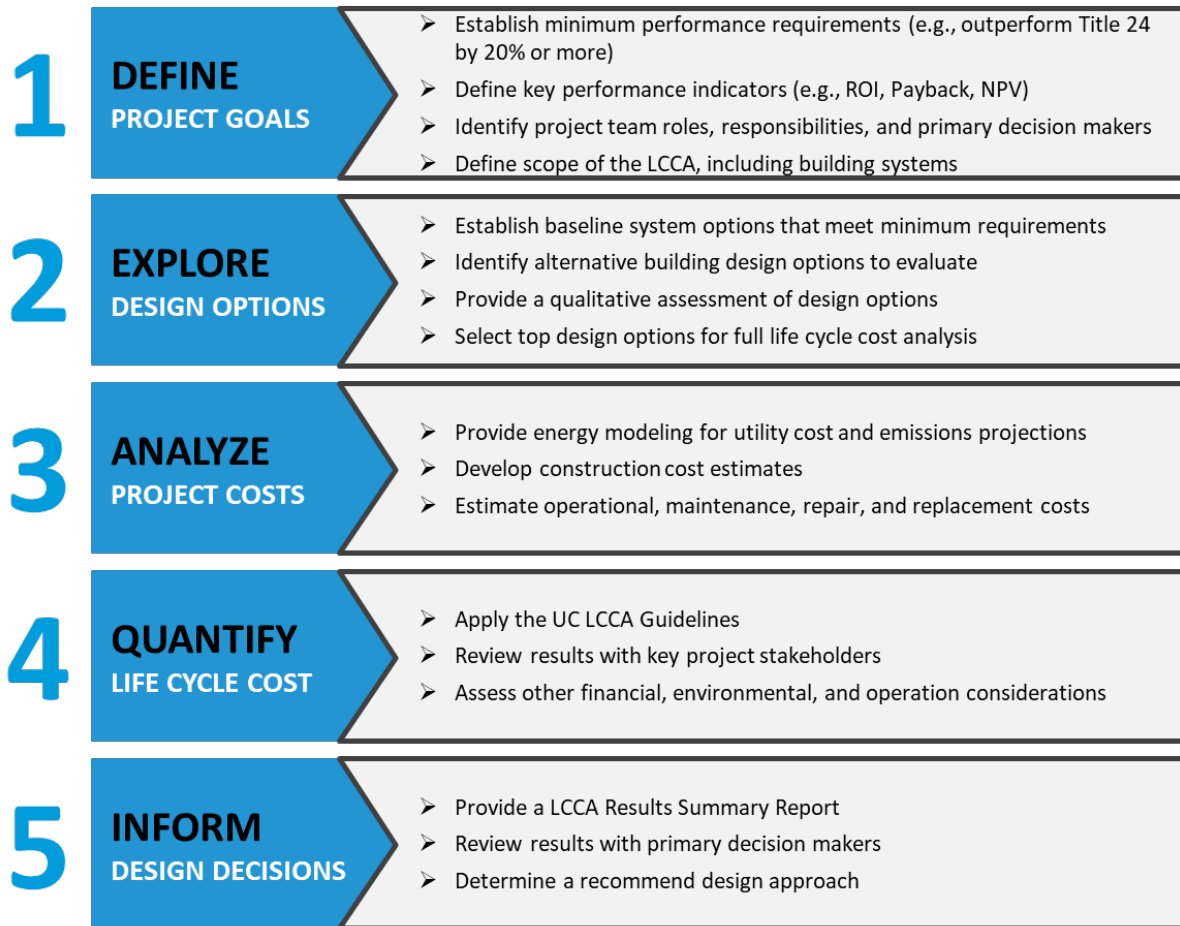 1
DEFINE
PROJECT GOALS
➢ Establish minimum performance requirements (e.g., outperform Title 24
by 20% or more)
➢ Define key performance indicators (e.g., ROI, Payback, NPV)
➢ Identify project team roles, responsibilities, and primary decision makers
➢ Define scope of the LCCA, including building systems
2
EXPLORE
DESIGN OPTIONS
➢ Establish baseline system options that meet minimum requirements
➢ Identify alternative building design options to evaluate
➢ Provide a qualitative assessment of design options
➢ Select top design options for full life cycle cost analysis
3
ANALYZE
PROJECT COSTS
➢ Provide energy modeling for utility cost and emissions projections
➢ Develop construction cost estimates
➢ Estimate operational, maintenance, repair, and replacement costs
4
QUANTIFY
LIFE CYCLE COST
➢ Apply the UC LCCA Guidelines
➢ Review results with key project stakeholders
➢ Assess other financial, environmental, and operation considerations
5
INFORM
DESIGN DECISIONS
➢ Provide a LCCA Results Summary Report
➢ Review results with primary decision makers
➢ Determine a recommend design approach